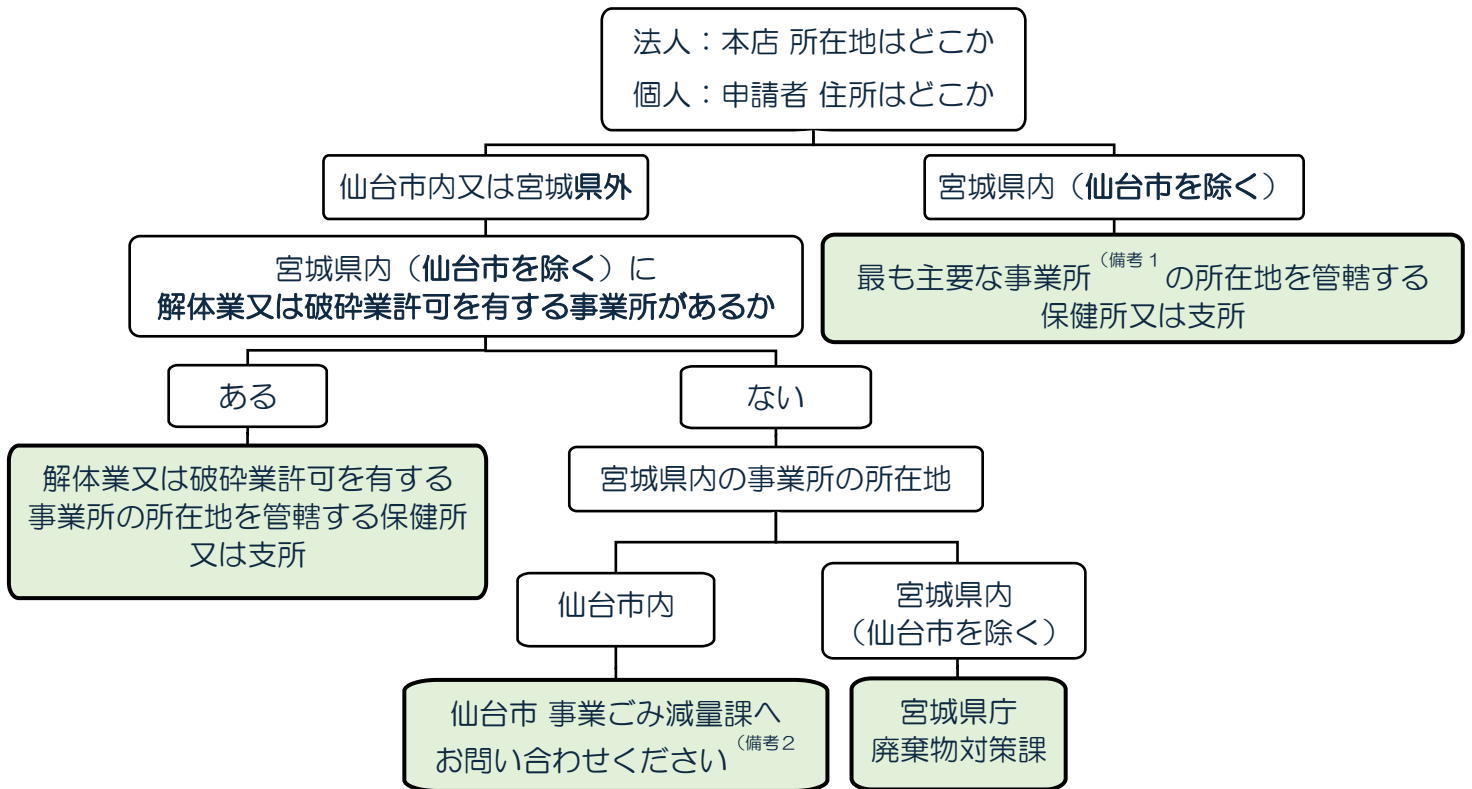 法人：本店 所在地はどこか
個人：申請者 住所はどこか
仙台市内又は宮城県外
宮城県内（仙台市を除く）
宮城県内（仙台市を除く）に
解体業又は破砕業許可を有する事業所があるか
最も主要な事業所（備考１の所在地を管轄する
保健所又は支所
ある
ない
解体業又は破砕業許可を有する
事業所の所在地を管轄する保健所
又は支所
宮城県内の事業所の所在地
仙台市内
宮城県内
（仙台市を除く）
仙台市 事業ごみ減量課へ
お問い合わせください（備考２
宮城県庁
廃棄物対策課